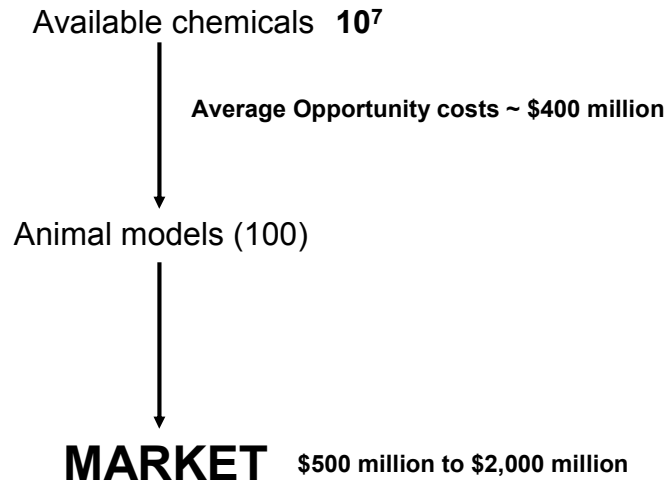 Available chemicals 10⁷
Average Opportunity costs ~ $400 million
Animal models (100)
MARKET $500 million to $2,000 million